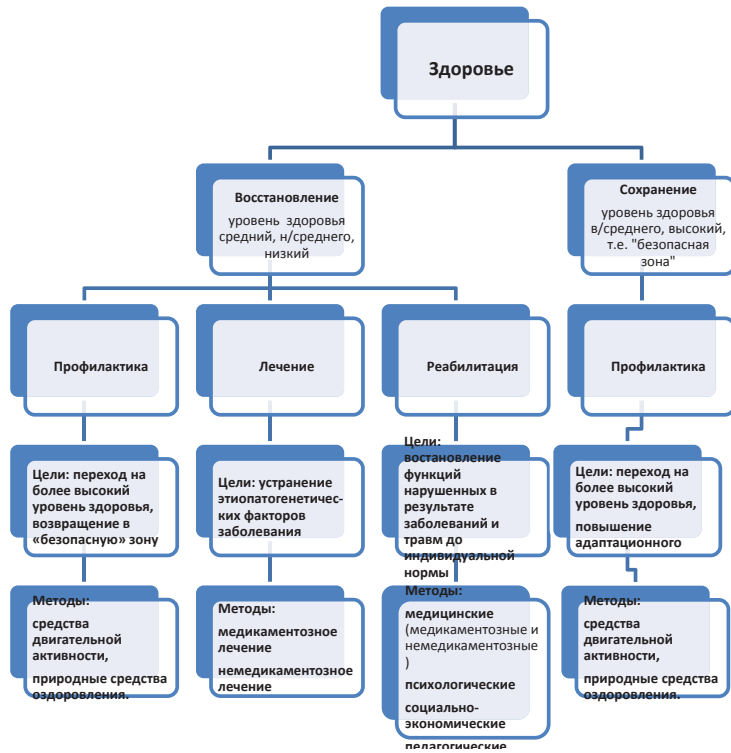 Здоровье
Восстановление
уровень здоровья
средний, н/среднего,
низкий
Сохранение
уровень здоровья
в/среднего, высокий,
т.е. "безопасная
зона"
Профилактика
Лечение
Реабилитация
Профилактика
Цели: переход на
более высокий
уровень здоровья,
возвращение в
«безопасную» зону
Цели: устранение
этиопатогенетичес-
ких факторов
заболевания
Цели:
востановление
функций
нарушенных в
результате
заболеваний и
травм до
индивидуальной
нормы
Цели: переход на
более высокий
уровень здоровья,
повышение
адаптационного
Методы:
средства
двигательной
активности,
природные средства
оздоровления.
Методы:
медикаментозное
лечение
немедикаментозное
лечение
Методы:
медицинские
(медикаментозные и
немедикаментозные
)
психологические
социально-
экономические
педагогические
Методы:
средства
двигательной
активности,
природные средства
оздоровления.